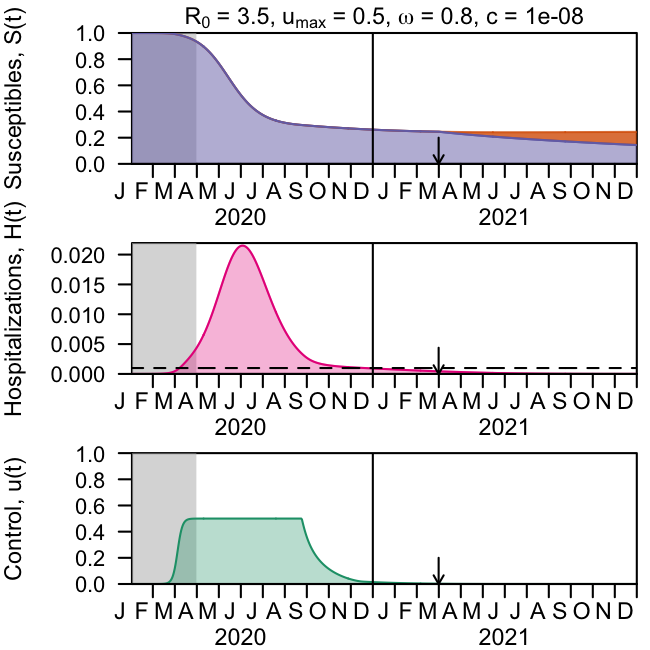 R0 = 3.5, umax = 0.5, ω = 0.8, c = 1e-08
Susceptibles, S(t)
1.0
0.8
0.6
0.4
0.2
0.0
J F M A M J J A S O N D J F M A M J J A S O N D
2020 2021
Hospitalizations, H(t)
0.020
0.015
0.010
0.005
0.000
J F M A M J J A S O N D J F M A M J J A S O N D
2020 2021
Control, u(t)
1.0
0.8
0.6
0.4
0.2
0.0
J F M A M J J A S O N D J F M A M J J A S O N D
2020 2021